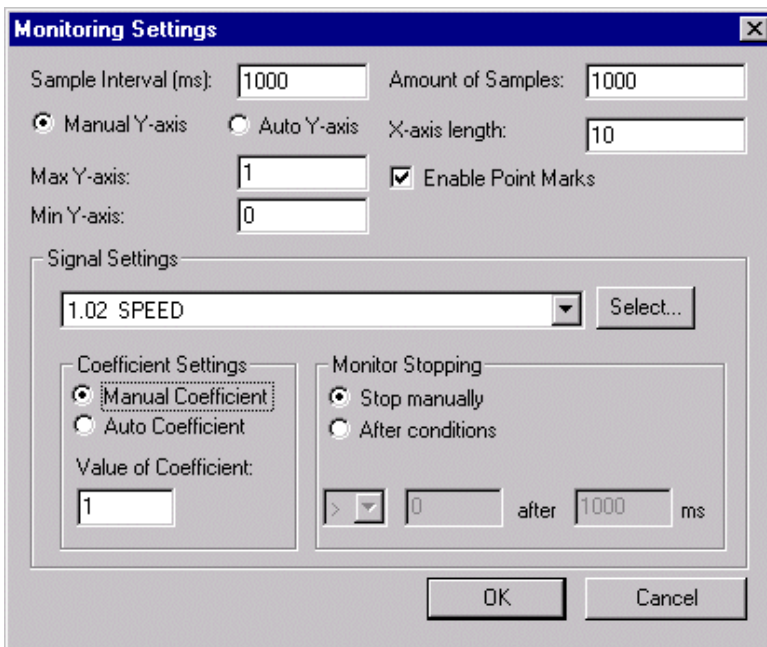 Monitoring Settings
Sample Interval (ms): 1000 Amount of Samples: 1000
Manual Y-axis Auto Y-axis X-axis length: 10
Max Y-axis: 1 Enable Point Marks
Min Y-axis: 0
Signal Settings
1.02 SPEED Select...
Coefficient Settings Monitor Stopping
Manual Coefficient Stop manually
Auto Coefficient After conditions
Value of Coefficient:
1 > 0 after 1000 ms
OK Cancel